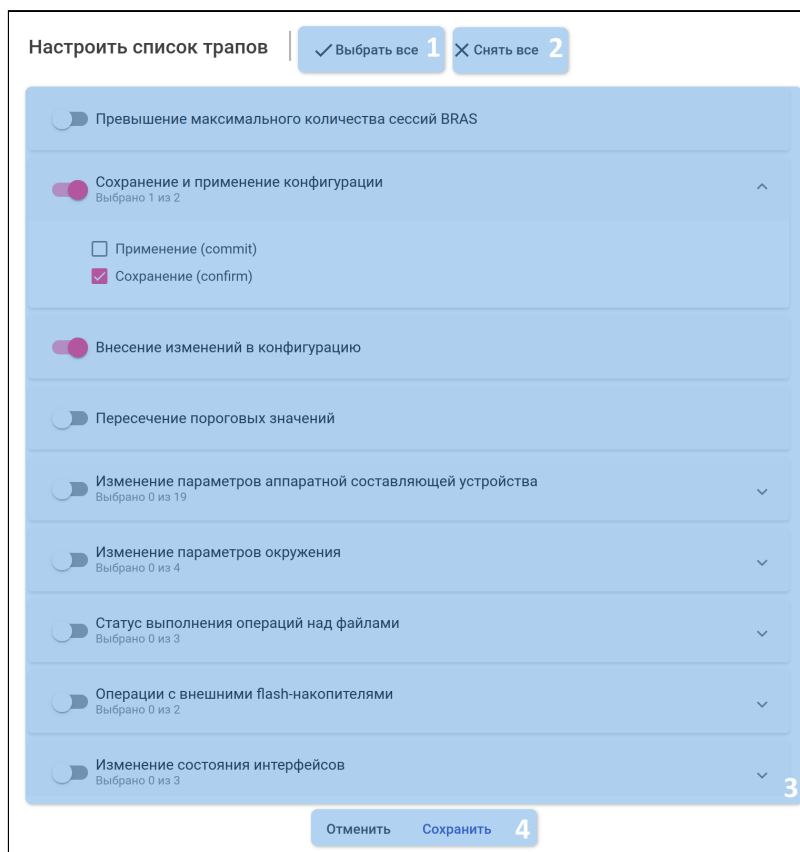 Настроить список трапов
Выбрать все 1
Снять все 2
Превышение максимального количества сессий BRAS
Сохранение и применение конфигурации
Выбрано 1 из 2
Применение (commit)
Сохранение (confirm)
Внесение изменений в конфигурацию
Пересечение пороговых значений
Изменение параметров аппаратной составляющей устройства
Выбрано 0 из 19
Изменение параметров окружения
Выбрано 0 из 4
Статус выполнения операций над файлами
Выбрано 0 из 3
Операции с внешними flash-накопителями
Выбрано 0 из 2
Изменение состояния интерфейсов
Выбрано 0 из 3
3
Отменить Сохранить 4